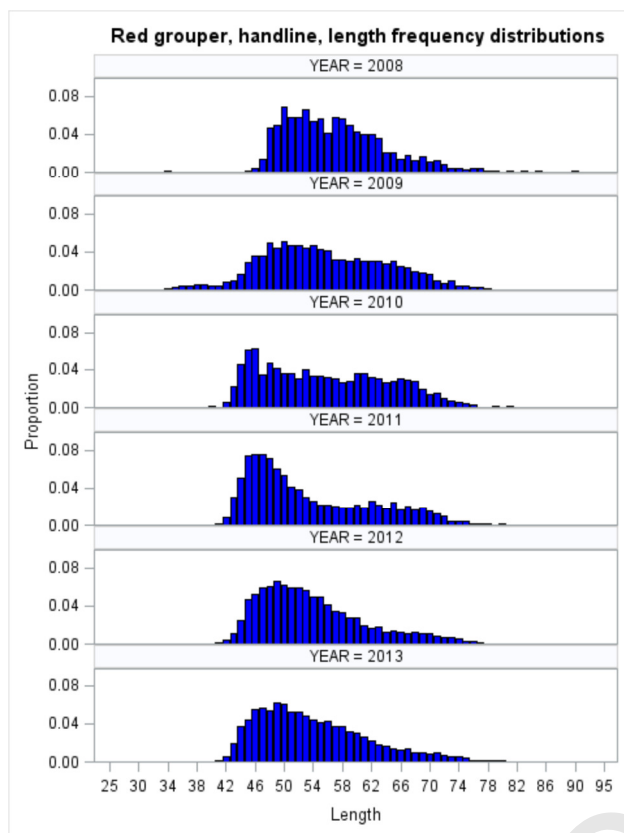 Red grouper, handline, length frequency distributions
YEAR = 2008
0.08
0.04
0.00
YEAR = 2009
0.08
0.04
0.00
YEAR = 2010
0.08
0.04
0.00
YEAR = 2011
0.08
0.04
0.00
YEAR = 2012
0.08
0.04
0.00
YEAR = 2013
0.08
0.04
0.00
Proportion
25 30 34 38 42 46 50 54 58 62 66 70 74 78 82 86 90 95
Length